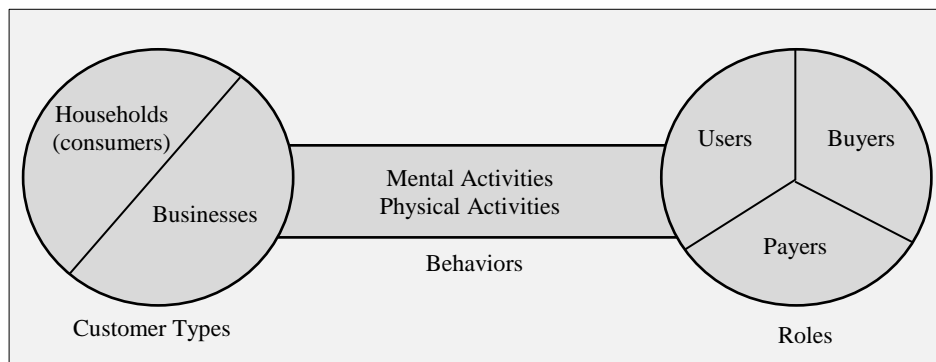 Households
(consumers)
Businesses
Customer Types
Mental Activities
Physical Activities
Behaviors
Users
Buyers
Payers
Roles